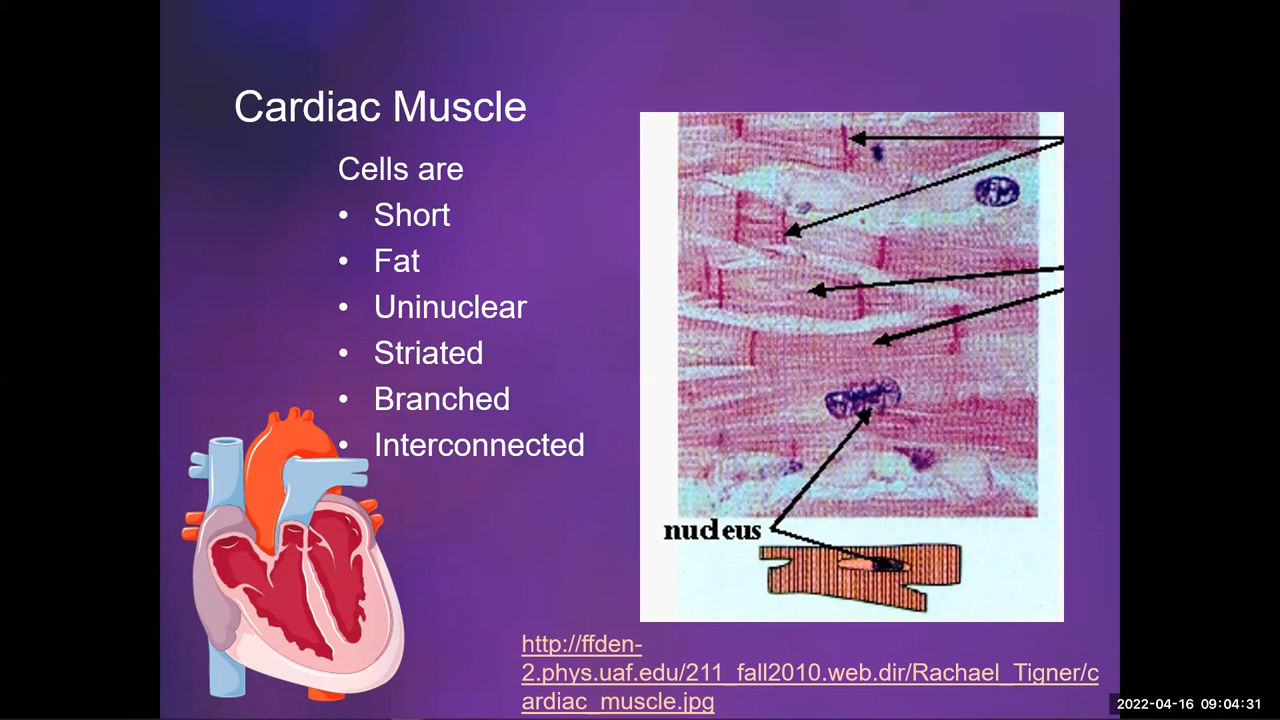 Cardiac Muscle
Cells are
• Short
• Fat
• Uninuclear
• Striated
• Branched
• Interconnected
nucleus
http://ffden-
2.phys.uaf.edu/211_fall2010.web.dir/Rachael_Tigner/c
ardiac_muscle.jpg
2022-04-16 09:04:31